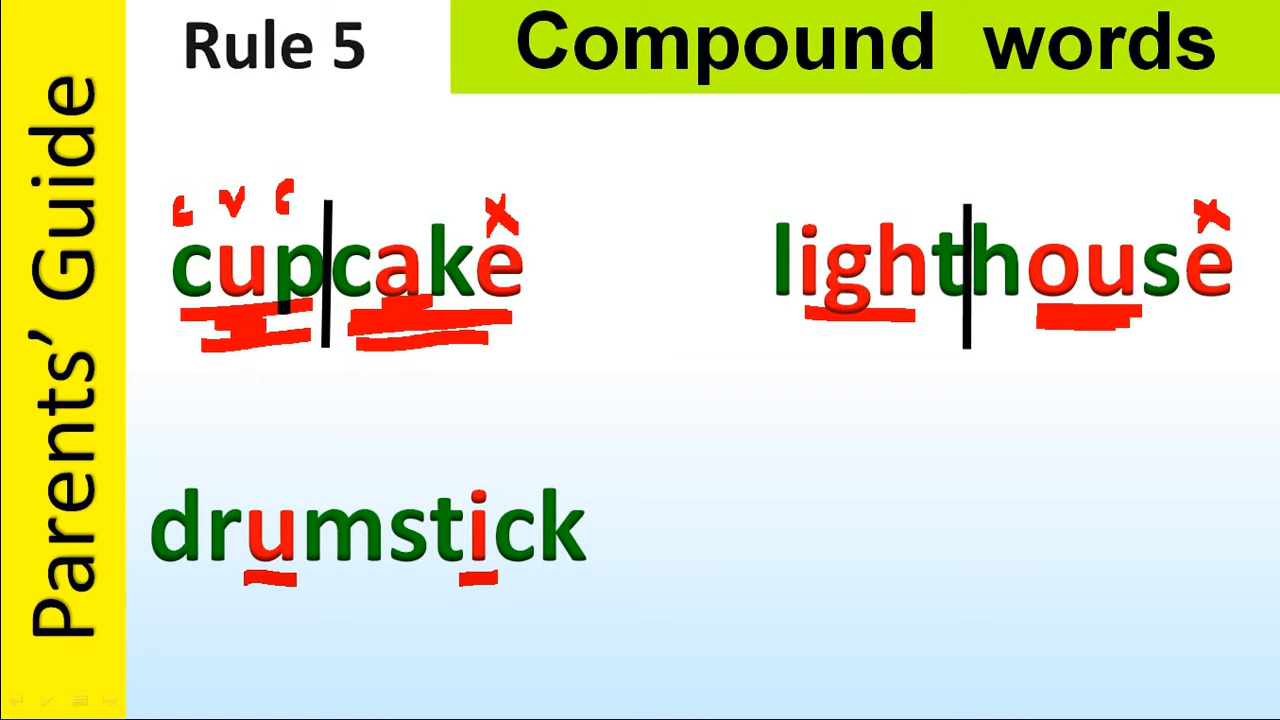 Parents’ Guide
Rule 5
Compound words
c v c
cupcake
lighthouse
drumstick